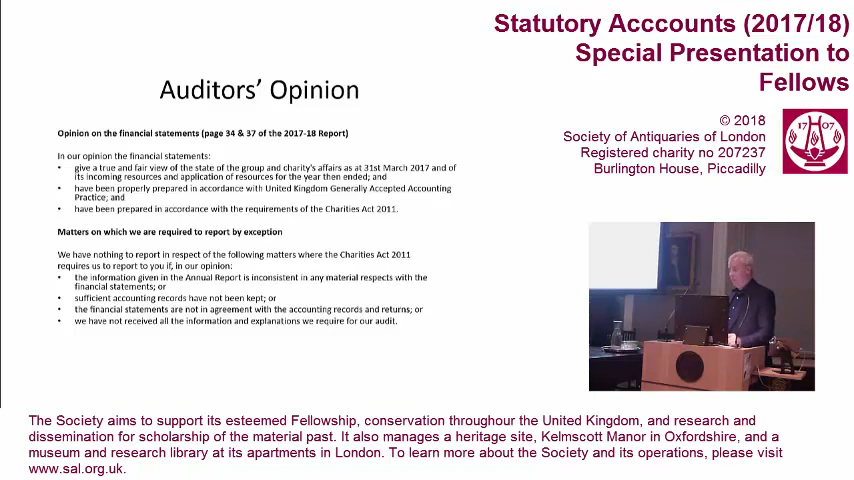 Auditors' Opinion
Opinion on the financial statements (page 34 & 37 of the 2017-18 Report)
In our opinion the financial statements:
• give a true and fair view of the state of the group and charity's affairs as at 31st March 2017 and of
its incoming resources and application of resources for the year then ended; and
• have been properly prepared in accordance with United Kingdom Generally Accepted Accounting
Practice; and
• have been prepared in accordance with the requirements of the Charities Act 2011.
Matters on which we are required to report by exception
We have nothing to report in respect of the following matters where the Charities Act 2011
requires us to report to you if, in our opinion:
• the information given in the Annual Report is inconsistent in any material respects with the
financial statements; or
• sufficient accounting records have not been kept; or
• the financial statements are not in agreement with the accounting records and returns; or
• we have not received all the information and explanations we require for our audit.
Statutory Acccounts (2017/18)
Special Presentation to
Fellows
© 2018
Society of Antiquaries of London
Registered charity no 207237
Burlington House, Piccadilly
17 07
The Society aims to support its esteemed Fellowship, conservation throughour the United Kingdom, and research and
dissemination for scholarship of the material past. It also manages a heritage site, Kelmscott Manor in Oxfordshire, and a
museum and research library at its apartments in London. To learn more about the Society and its operations, please visit
www.sal.org.uk.